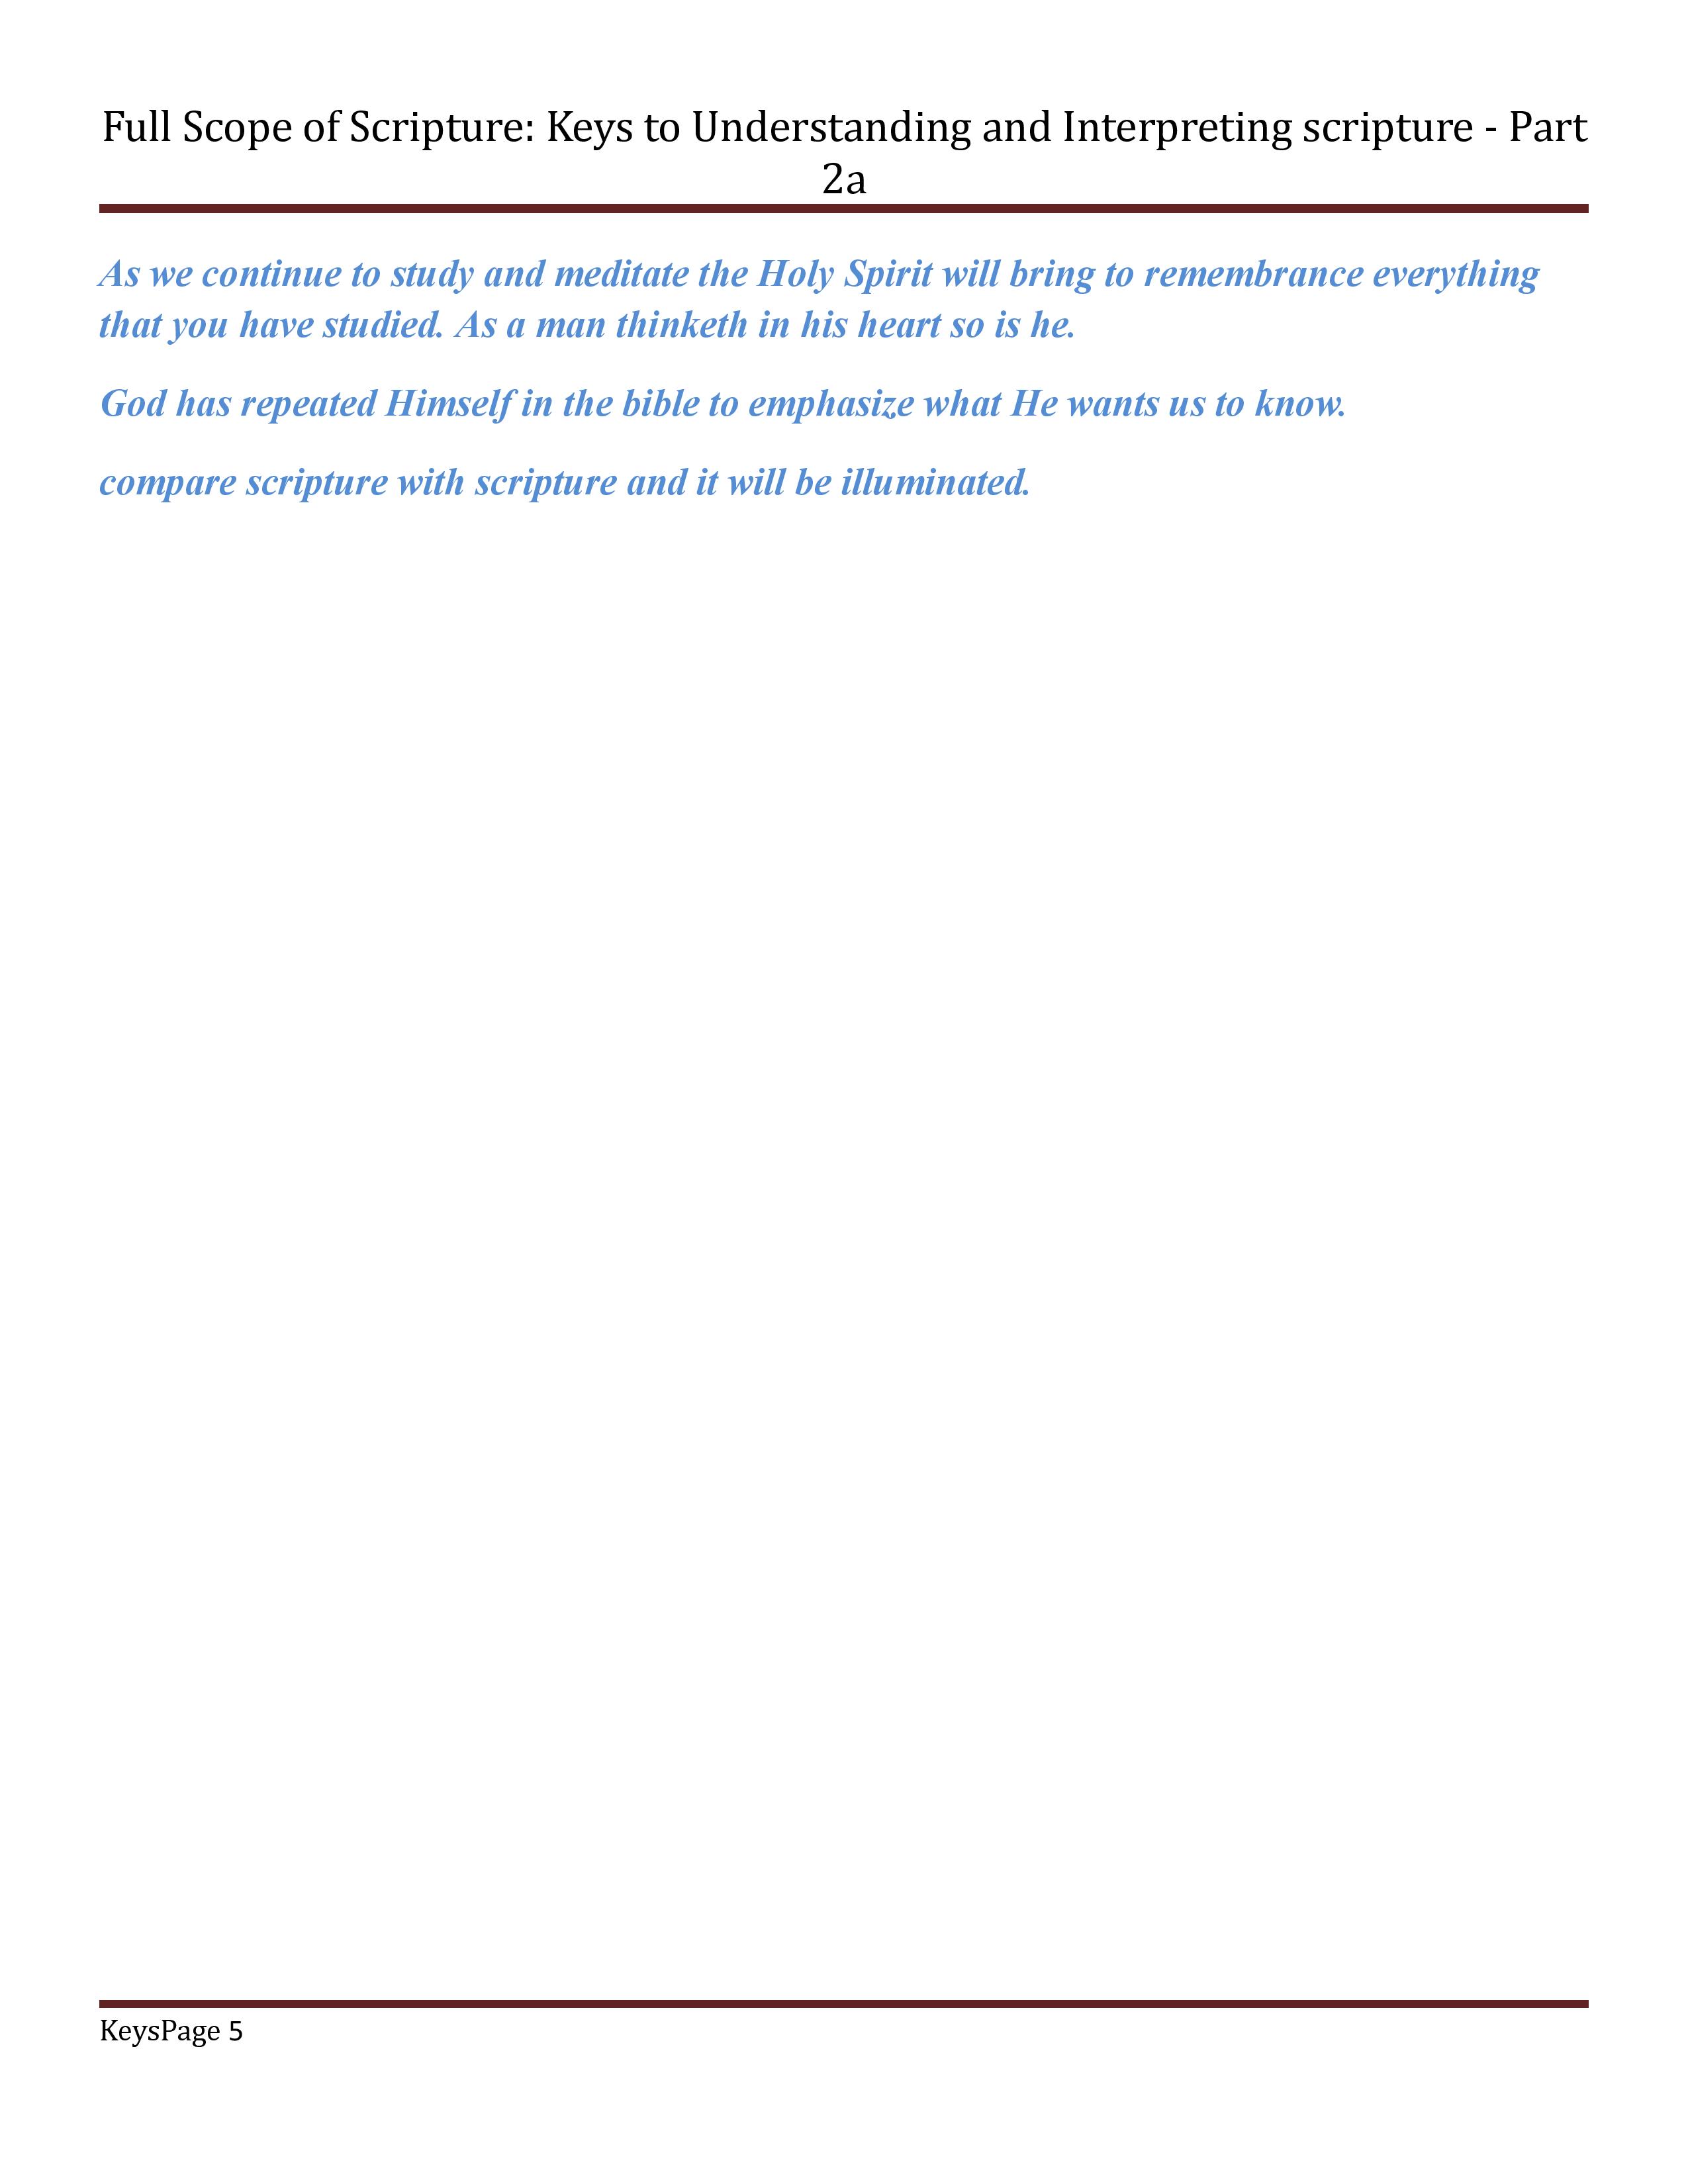 Full Scope of Scripture: Keys to Understanding and Interpreting scripture - Part
2a
As we continue to study and meditate the Holy Spirit will bring to remembrance everything
that you have studied. As a man thinketh in his heart so is he.
God has repeated Himself in the bible to emphasize what He wants us to know.
compare scripture with scripture and it will be illuminated.
KeysPage 5